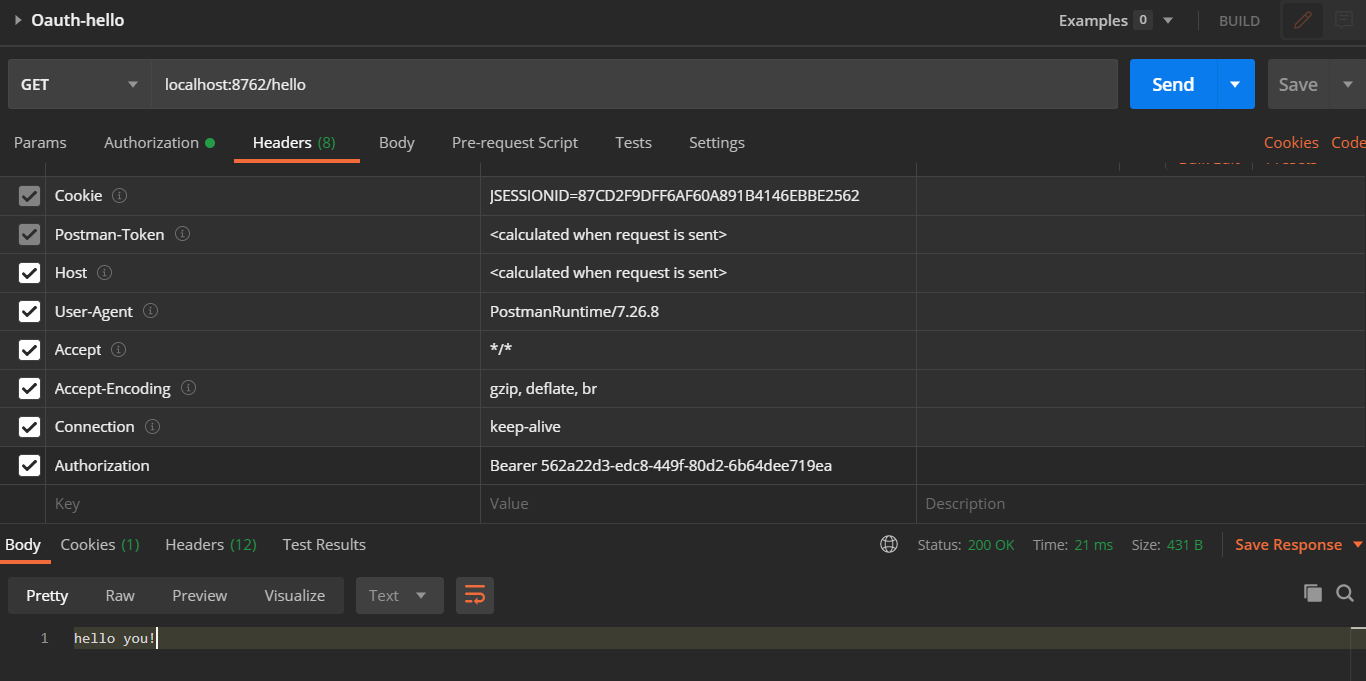 Oauth-hello Examples 0 BUILD
GET localhost:8762/hello Send Save
Params Authorization Headers (8) Body Pre-request Script Tests Settings Cookies Code
Cookie JSESSIONID=87CD2F9DFF6AF60A891B4146EBBE2562
Postman-Token <calculated when request is sent>
Host <calculated when request is sent>
User-Agent PostmanRuntime/7.26.8
Accept */*
Accept-Encoding gzip, deflate, br
Connection keep-alive
Authorization Bearer 562a22d3-edc8-449f-80d2-6b64dee719ea
Key Value Description
Body Cookies (1) Headers (12) Test Results Status: 200 OK Time: 21 ms Size: 431 B Save Response
Pretty Raw Preview Visualize Text
1 hello you!